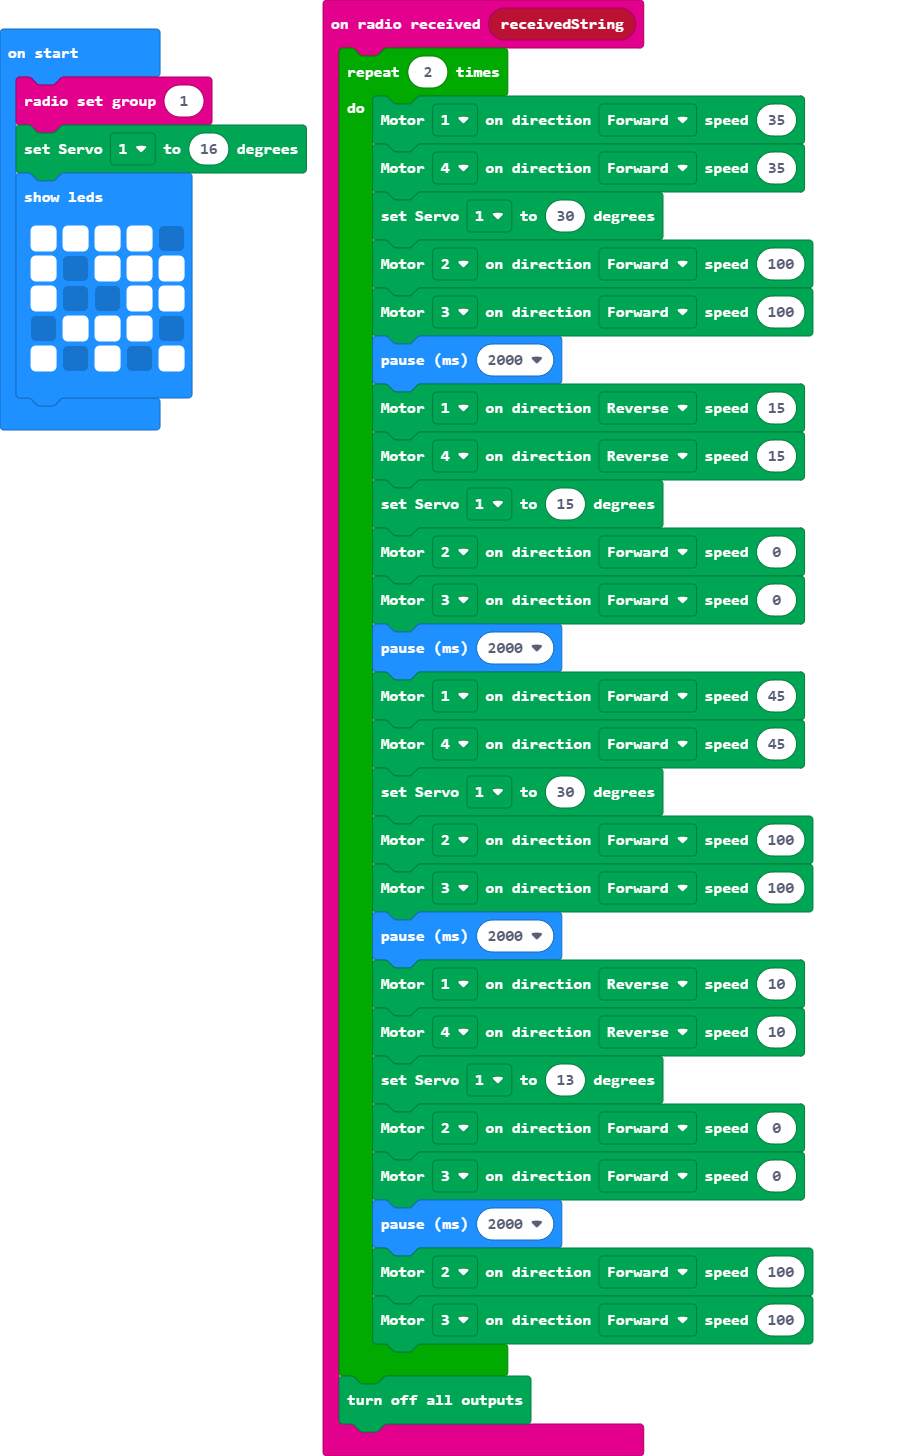 on start
radio set group 1
set Servo 1 to 16 degrees
show leds
on radio received receivedString
repeat 2 times
do
Motor 1 on direction Forward speed 35
Motor 4 on direction Forward speed 35
set Servo 1 to 30 degrees
Motor 2 on direction Forward speed 100
Motor 3 on direction Forward speed 100
pause (ms) 2000
Motor 1 on direction Reverse speed 15
Motor 4 on direction Reverse speed 15
set Servo 1 to 15 degrees
Motor 2 on direction Forward speed 0
Motor 3 on direction Forward speed 0
pause (ms) 2000
Motor 1 on direction Forward speed 45
Motor 4 on direction Forward speed 45
set Servo 1 to 30 degrees
Motor 2 on direction Forward speed 100
Motor 3 on direction Forward speed 100
pause (ms) 2000
Motor 1 on direction Reverse speed 10
Motor 4 on direction Reverse speed 10
set Servo 1 to 13 degrees
Motor 2 on direction Forward speed 0
Motor 3 on direction Forward speed 0
pause (ms) 2000
Motor 2 on direction Forward speed 100
Motor 3 on direction Forward speed 100
turn off all outputs